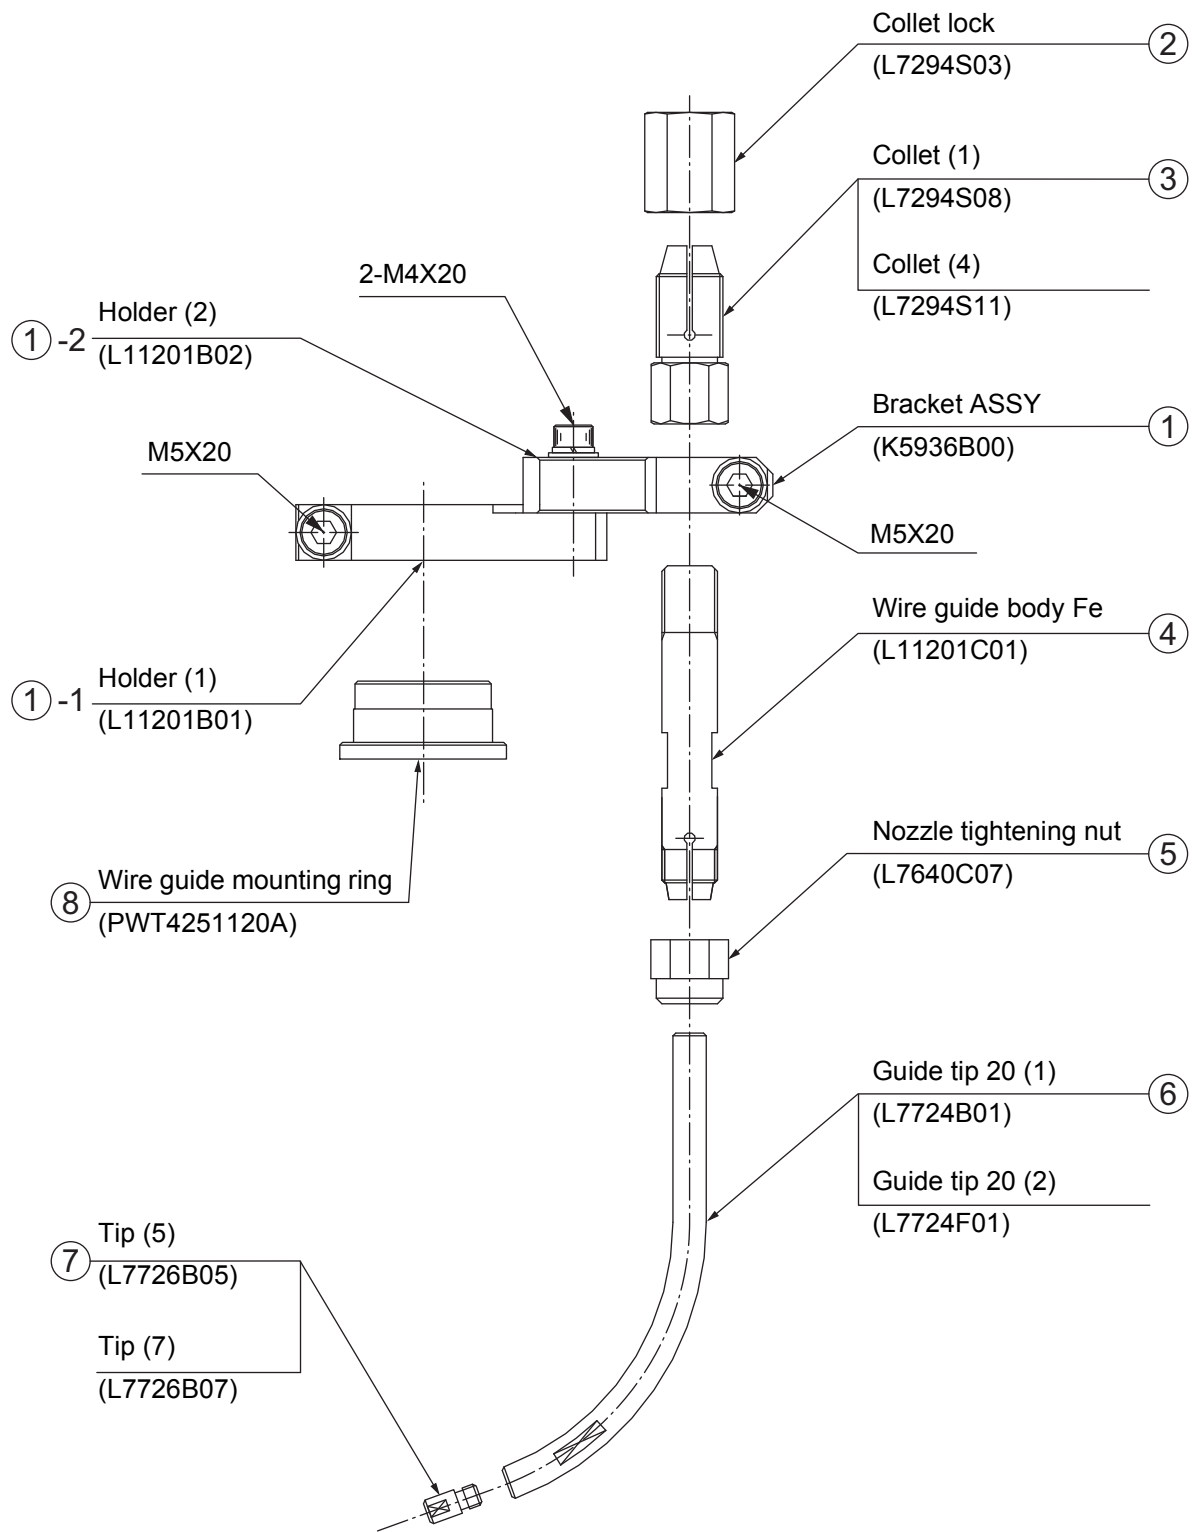 Collet lock
(L7294S03)
2
Collet (1)
(L7294S08)
3
Collet (4)
(L7294S11)
2-M4X20
1 -2
Holder (2)
(L11201B02)
Bracket ASSY
(K5936B00)
1
M5X20
M5X20
Wire guide body Fe
(L11201C01)
4
1 -1
Holder (1)
(L11201B01)
Nozzle tightening nut
(L7640C07)
5
8
Wire guide mounting ring
(PWT4251120A)
Guide tip 20 (1)
(L7724B01)
6
Guide tip 20 (2)
(L7724F01)
7
Tip (5)
(L7726B05)
Tip (7)
(L7726B07)